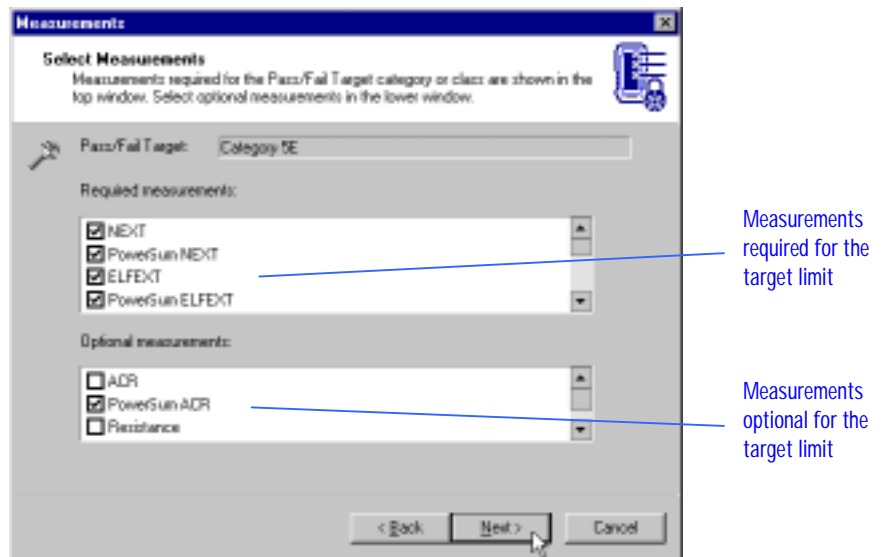 Measurements
Select Measurements
Measurements required for the Pass/Fail Target category or class are shown in the
top window. Select optional measurements in the lower window.
Pass/Fail Target: Category 5E
Required measurements:
NEXT
PowerSum NEXT
ELFEXT
PowerSum ELFEXT
Measurements
required for the
target limit
Optional measurements:
ACR
PowerSum ACR
Resistance
Measurements
optional for the
target limit
< Back Next > Cancel